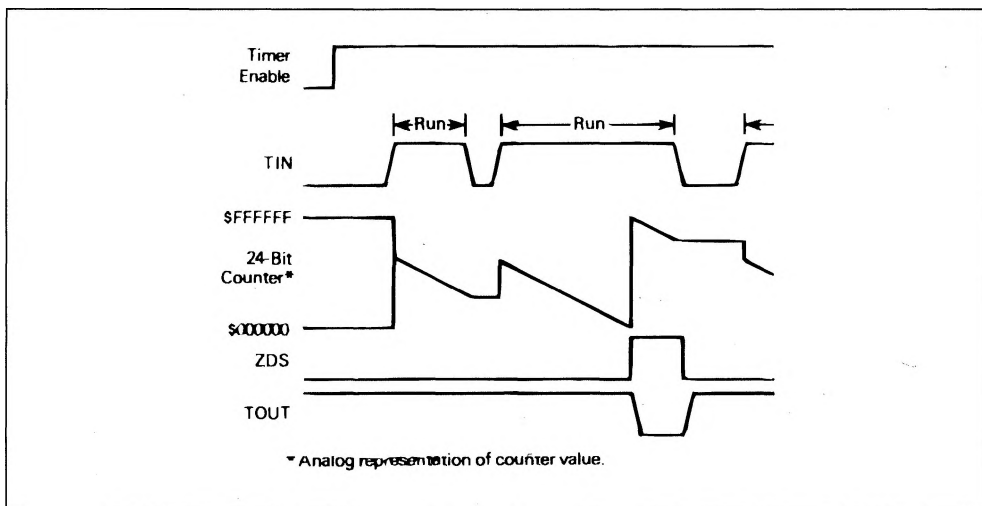 Timer
Enable
Run
Run
TIN
$FFFFFF
24-Bit
Counter*
$000000
ZDS
TOUT
* Analog representation of counter value.